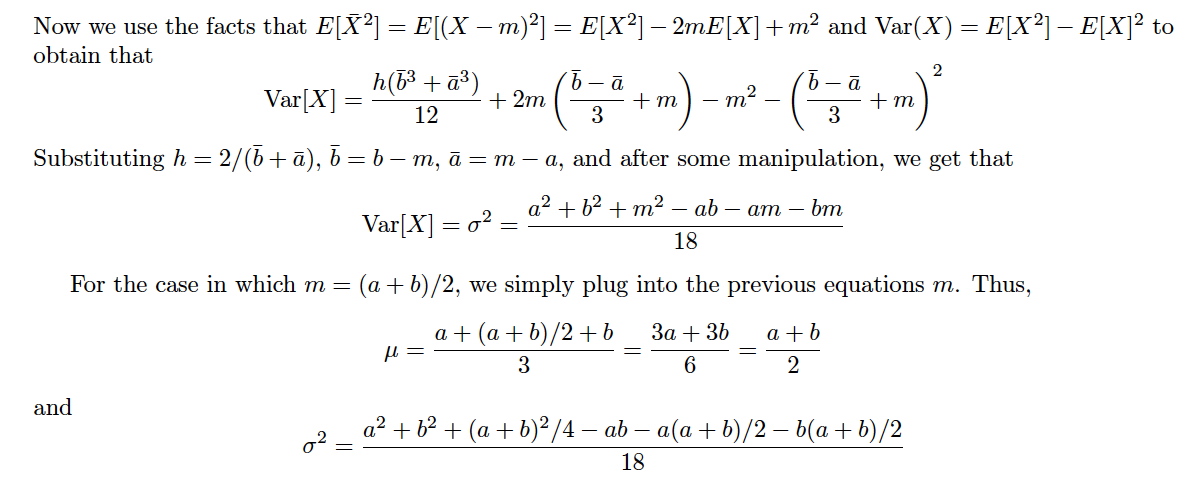 Now we use the facts that E[X̄²] = E[(X − m)²] = E[X²] − 2mE[X] + m² and Var(X) = E[X²] − E[X]² to
obtain that
Var[X] = h(b̄³ + ā³)/12 + 2m((b̄ − ā)/3 + m) − m² − ((b̄ − ā)/3 + m)²
Substituting h = 2/(b̄ + ā), b̄ = b − m, ā = m − a, and after some manipulation, we get that
Var[X] = σ² = (a² + b² + m² − ab − am − bm)/18
For the case in which m = (a + b)/2, we simply plug into the previous equations m. Thus,
μ = (a + (a + b)/2 + b)/3 = (3a + 3b)/6 = (a + b)/2
and
σ² = (a² + b² + (a + b)²/4 − ab − a(a + b)/2 − b(a + b)/2)/18